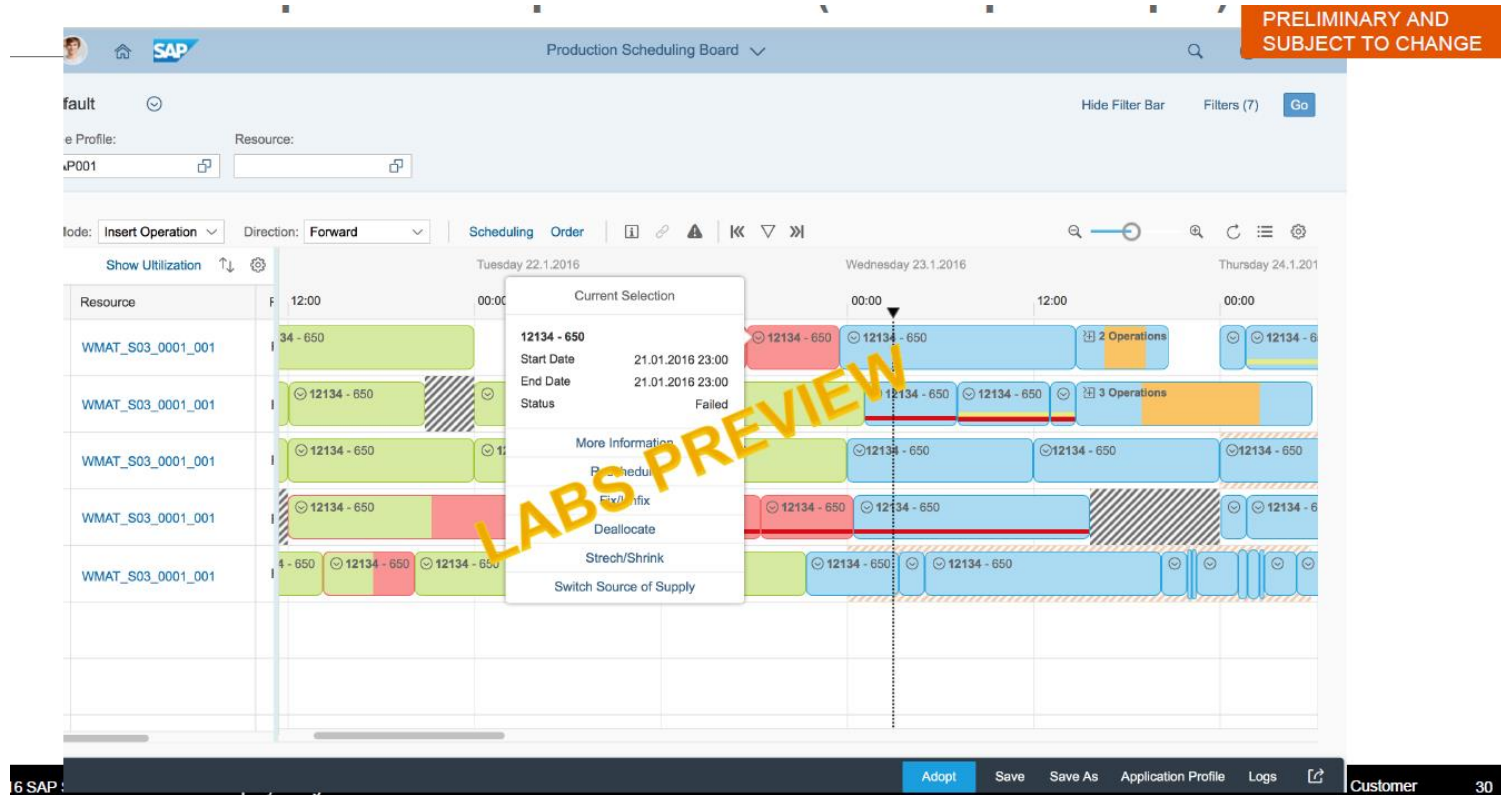 PRELIMINARY AND
SUBJECT TO CHANGE
SAP
Production Scheduling Board
fault
Hide Filter Bar Filters (7) Go
e Profile: Resource:
AP001
lode: Insert Operation Direction: Forward Scheduling Order
Show Ultilization Tuesday 22.1.2016 Wednesday 23.1.2016 Thursday 24.1.201
Resource 12:00 00:00 12:00 00:00
Current Selection
12134 - 650
Start Date 21.01.2016 23:00
End Date 21.01.2016 23:00
Status Failed
More Information
Fix/Unfix
Deallocate
Strech/Shrink
Switch Source of Supply
WMAT_S03_0001_001 34 - 650 12134 - 650 12134 - 650 2 Operations 12134 - 6
WMAT_S03_0001_001 12134 - 650 12134 - 650 12134 - 650 3 Operations
WMAT_S03_0001_001 12134 - 650 12134 - 650 12134 - 650 12134 - 650
WMAT_S03_0001_001 12134 - 650 12134 - 650 12134 - 650 12134 - 6
WMAT_S03_0001_001 4 - 650 12134 - 650 12134 - 650 12134 - 650 12134 - 650
LABS PREVIEW
Adopt Save Save As Application Profile Logs
6 SAP Customer 30